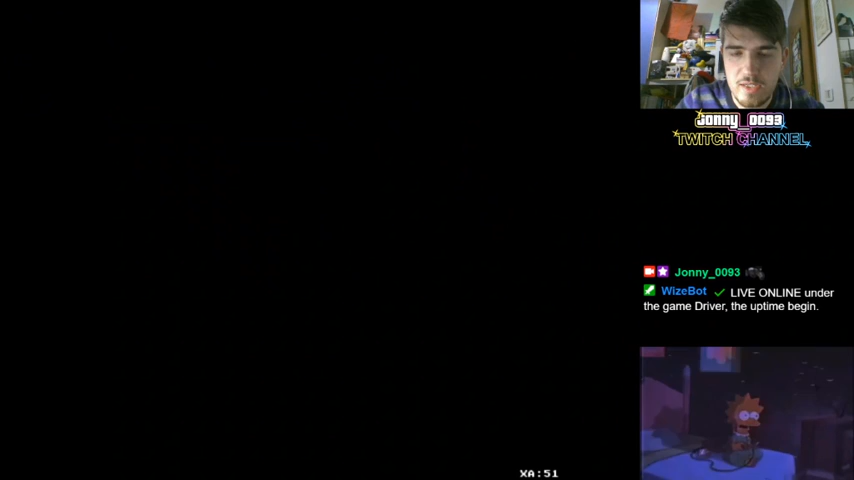 Jonny_0093
TWITCH CHANNEL
Jonny_0093
WizeBot LIVE ONLINE under
the game Driver, the uptime begin.
XA:51